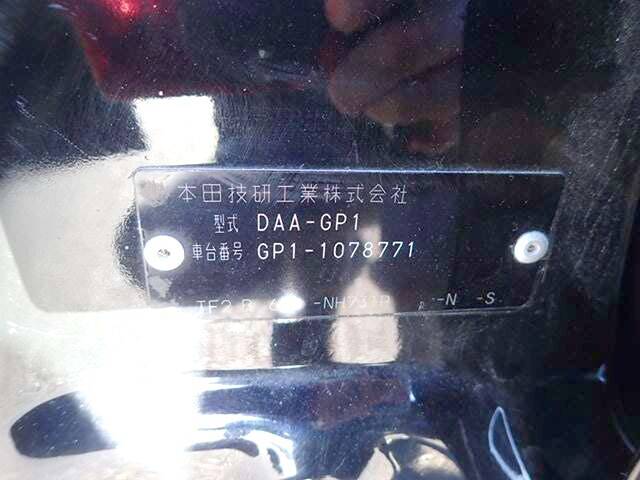 本田技研工業株式会社
型式 DAA-GP1
車台番号 GP1-1078771
-N -S